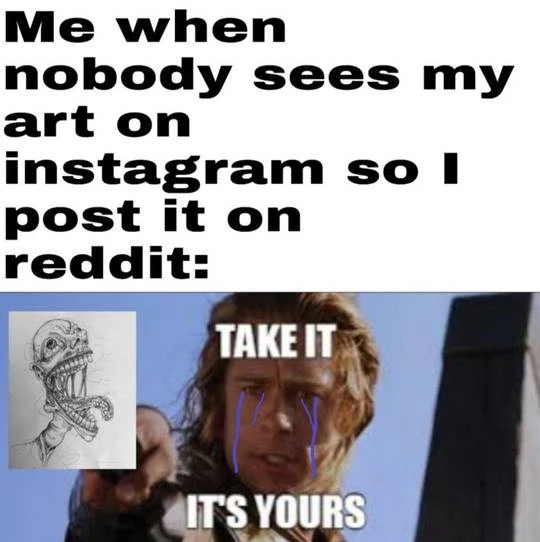 Me when
nobody sees my
art on
instagram so I
post it on
reddit:
TAKE IT
IT'S YOURS